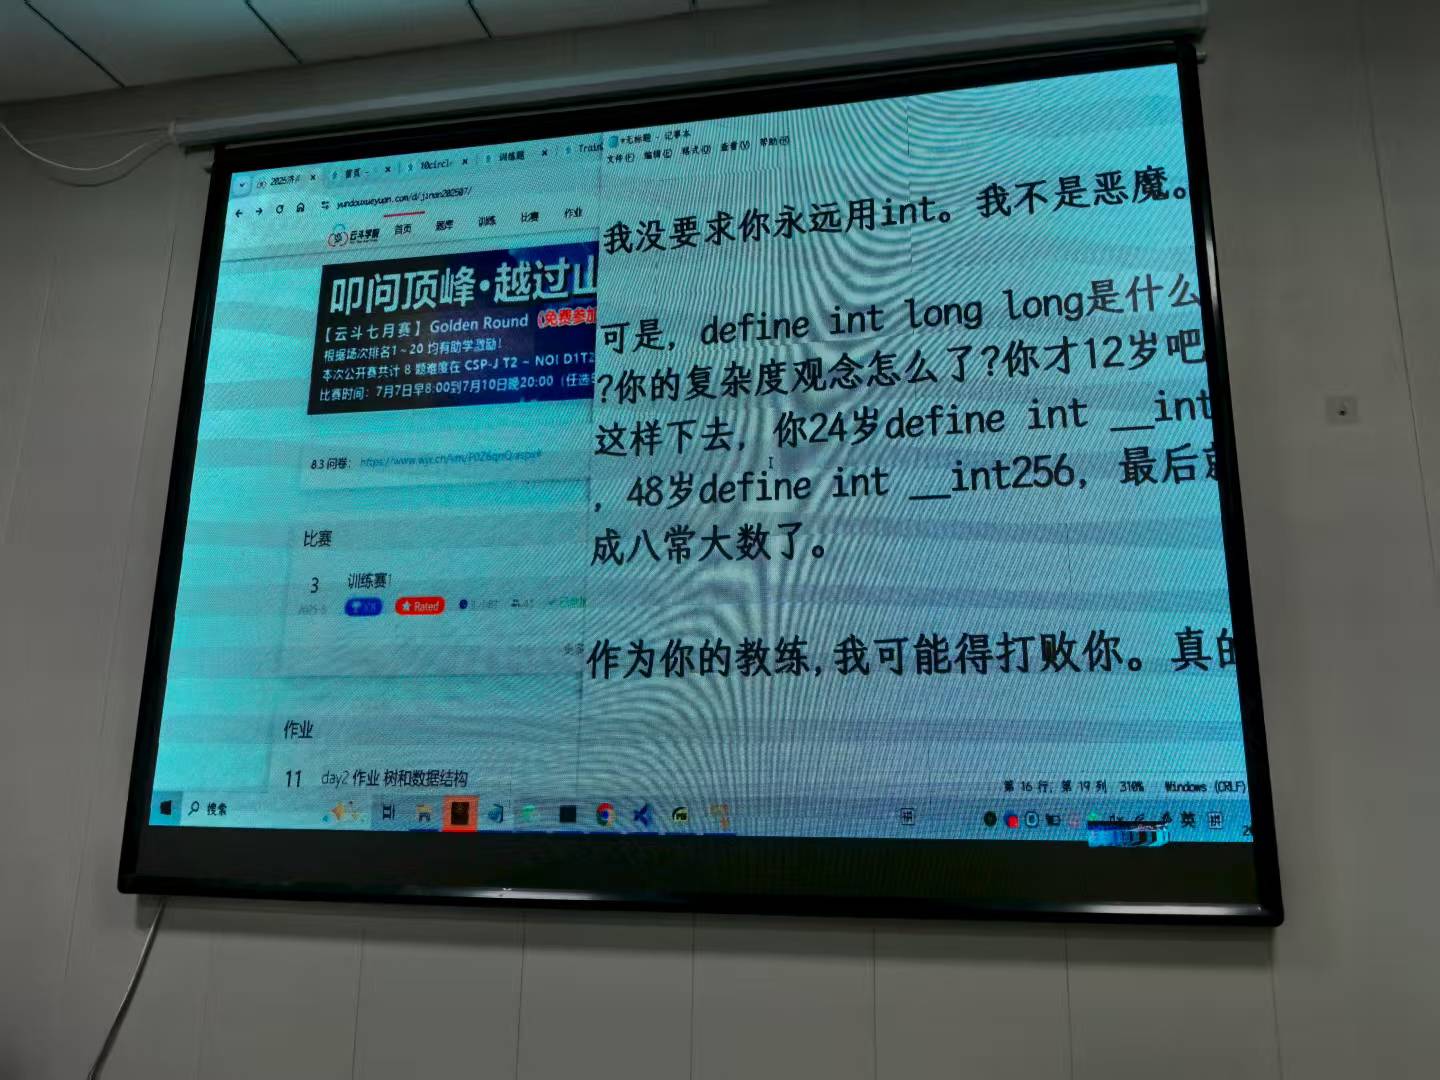 2025济
首页 -
10circl
训练题
Train
yundouxueyuan.com/d/jinan202507/
云斗学院
首页 题库 训练 比赛 作业
叩问顶峰·越过山
【云斗七月赛】Golden Round (免费参加
根据场次排名1~20 均有助学激励!
本次公开赛共计 8 题难度在 CSP-J T2 ~ NOI D1T2
比赛时间:7月7日早8:00到7月10日晚20:00(任选
8.3 问卷:
比赛
3 训练赛1
Rated
作业
11 day2 作业 树和数据结构
搜索
*无标题 - 记事本
文件(F) 编辑(E) 格式(O) 查看(V) 帮助(H)
我没要求你永远用int。我不是恶魔。
可是,define int long long是什么
?你的复杂度观念怎么了?你才12岁吧
这样下去,你24岁define int __int
,48岁define int __int256,最后
成八常大数了。
作为你的教练,我可能得打败你。真的
第 16 行,第 19 列 310% Windows (CRLF)
英